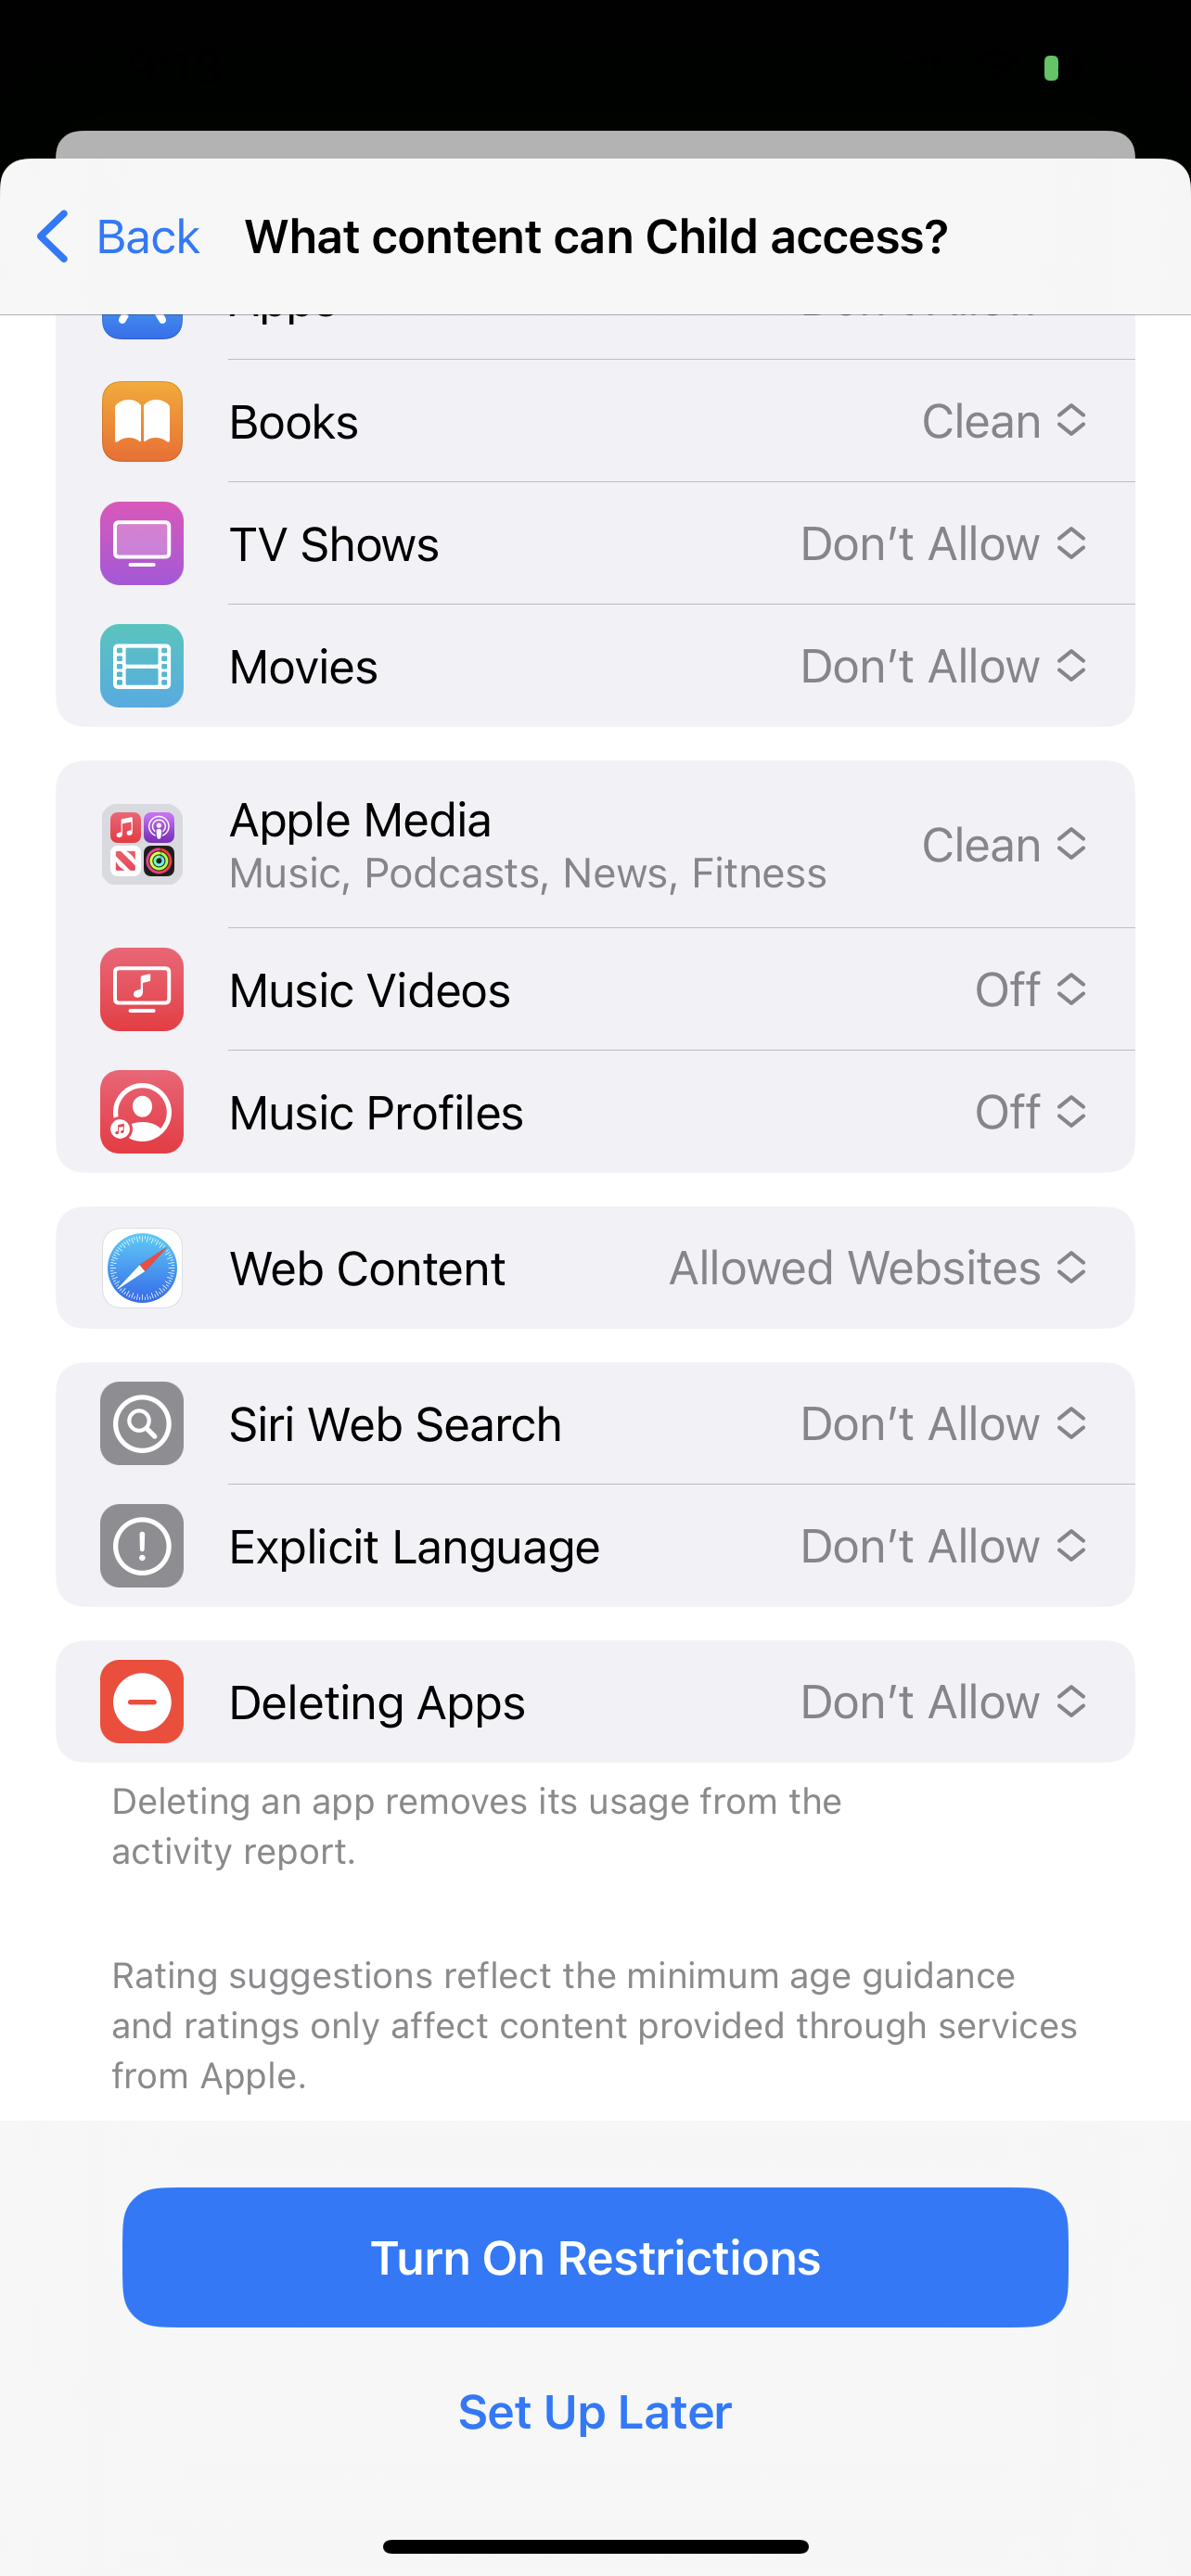 Back
What content can Child access?
Books
Clean
TV Shows
Don’t Allow
Movies
Don’t Allow
Apple Media
Music, Podcasts, News, Fitness
Clean
Music Videos
Off
Music Profiles
Off
Web Content
Allowed Websites
Siri Web Search
Don’t Allow
Explicit Language
Don’t Allow
Deleting Apps
Don’t Allow
Deleting an app removes its usage from the
activity report.
Rating suggestions reflect the minimum age guidance
and ratings only affect content provided through services
from Apple.
Turn On Restrictions
Set Up Later